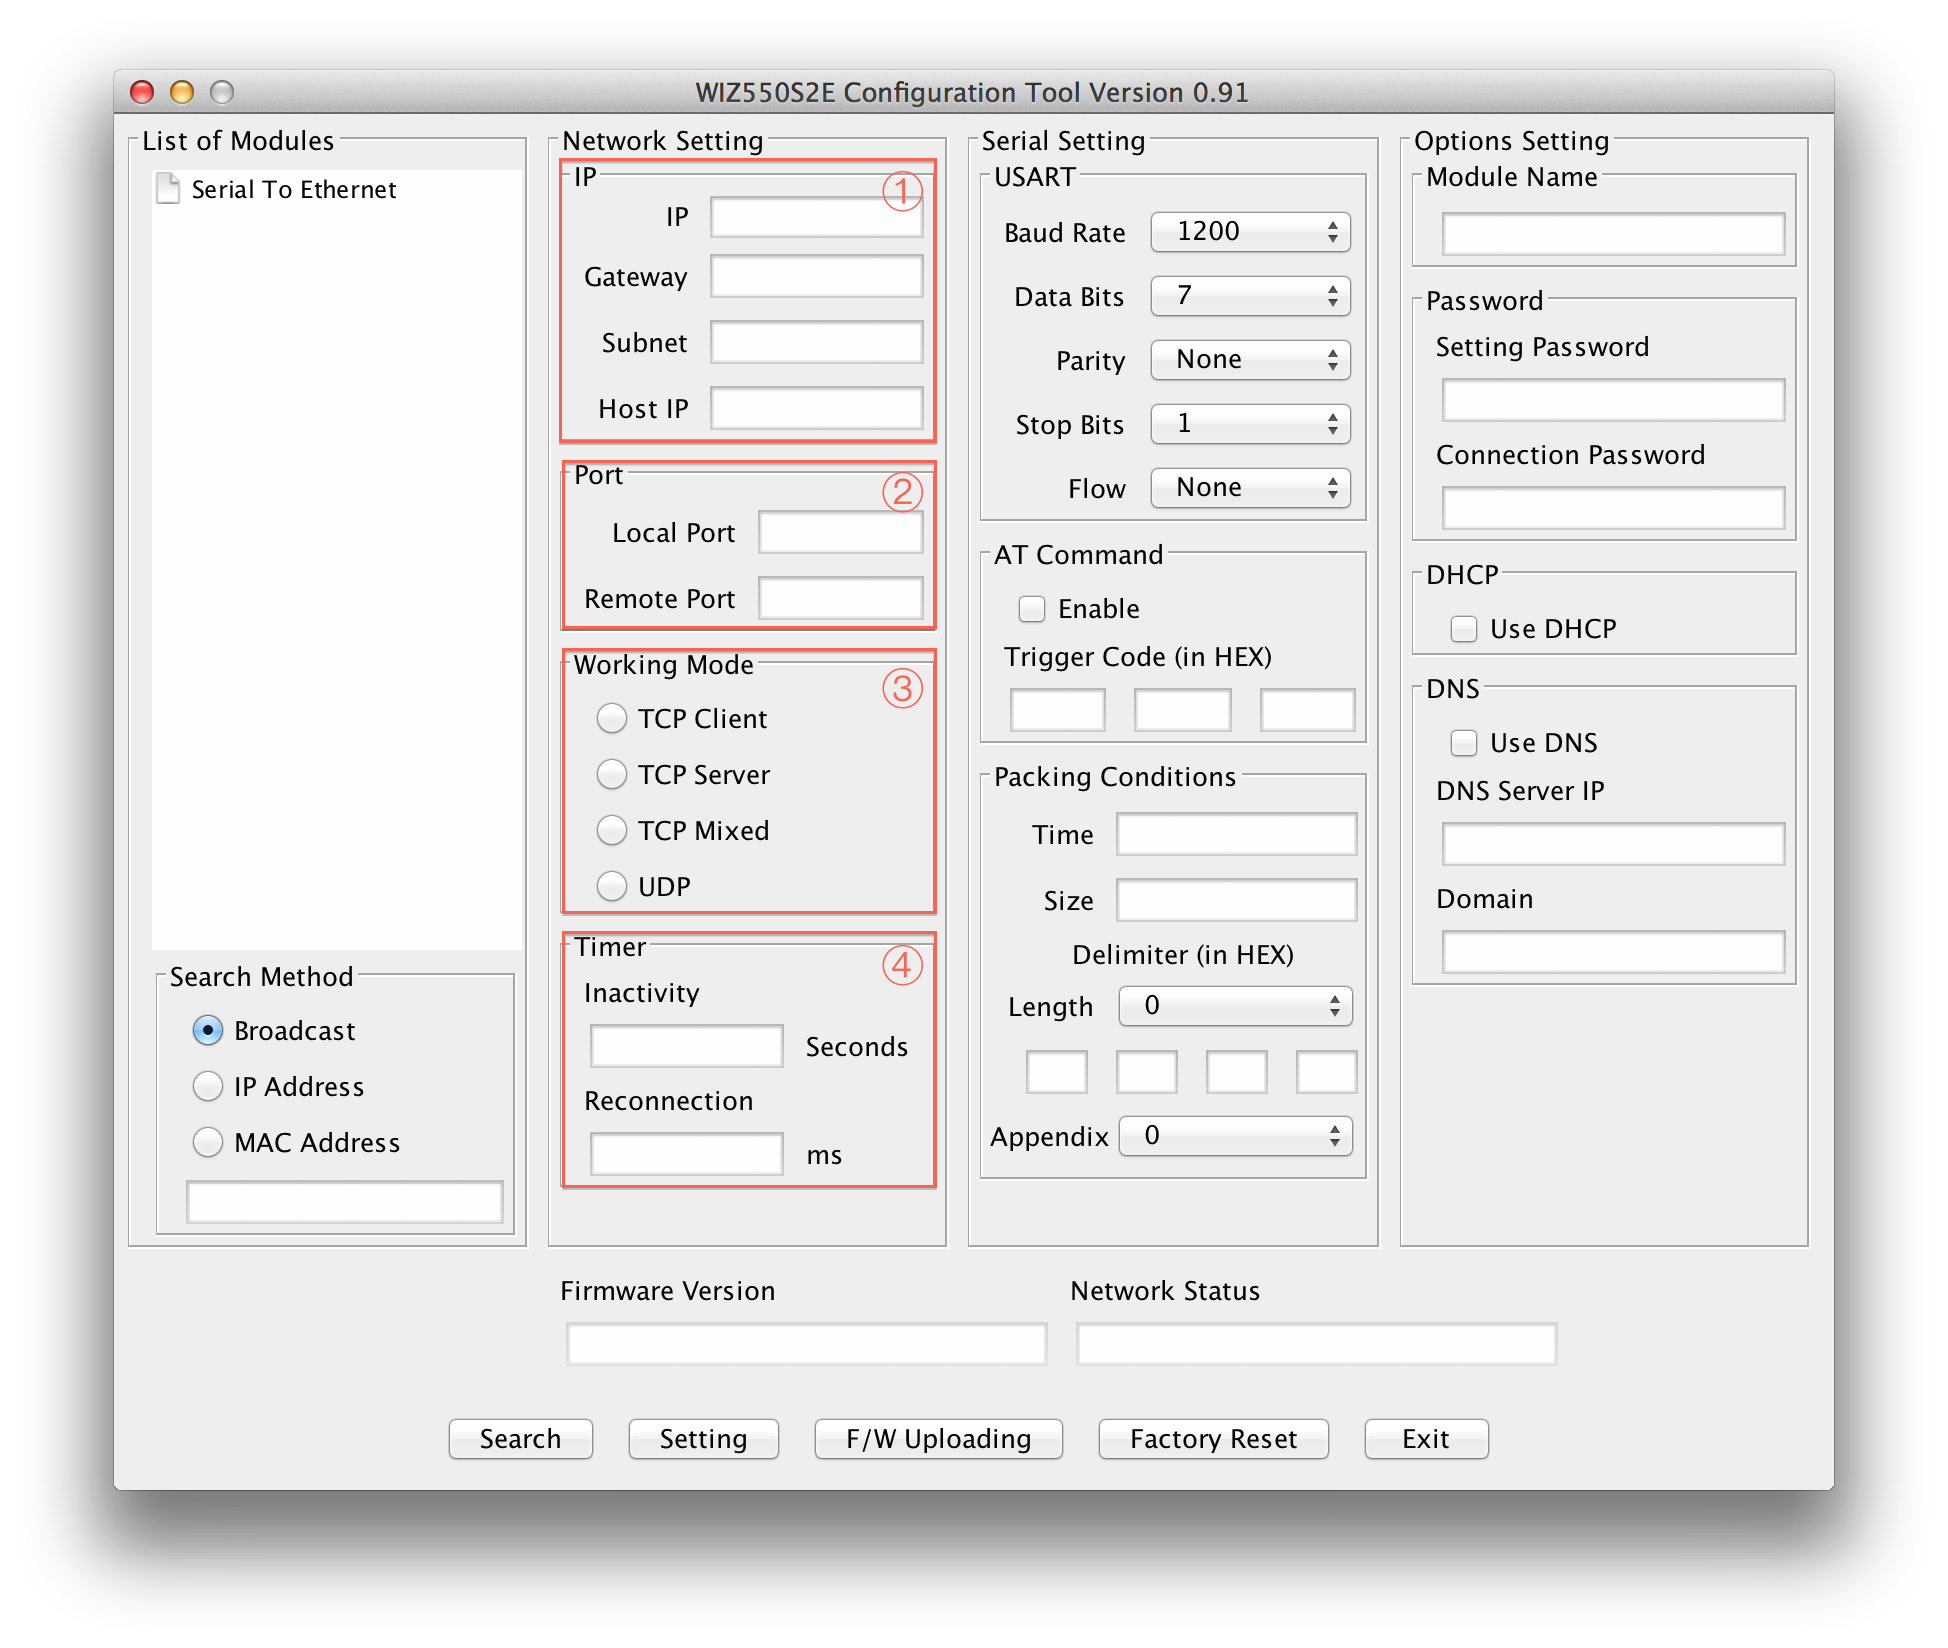 WIZ550S2E Configuration Tool Version 0.91
List of Modules
Serial To Ethernet
Search Method
Broadcast
IP Address
MAC Address
Network Setting
IP
①
IP
Gateway
Subnet
Host IP
Port
②
Local Port
Remote Port
Working Mode
③
TCP Client
TCP Server
TCP Mixed
UDP
Timer
④
Inactivity
Seconds
Reconnection
ms
Serial Setting
USART
Baud Rate 1200
Data Bits 7
Parity None
Stop Bits 1
Flow None
AT Command
Enable
Trigger Code (in HEX)
Packing Conditions
Time
Size
Delimiter (in HEX)
Length 0
Appendix 0
Options Setting
Module Name
Password
Setting Password
Connection Password
DHCP
Use DHCP
DNS
Use DNS
DNS Server IP
Domain
Firmware Version
Network Status
Search
Setting
F/W Uploading
Factory Reset
Exit